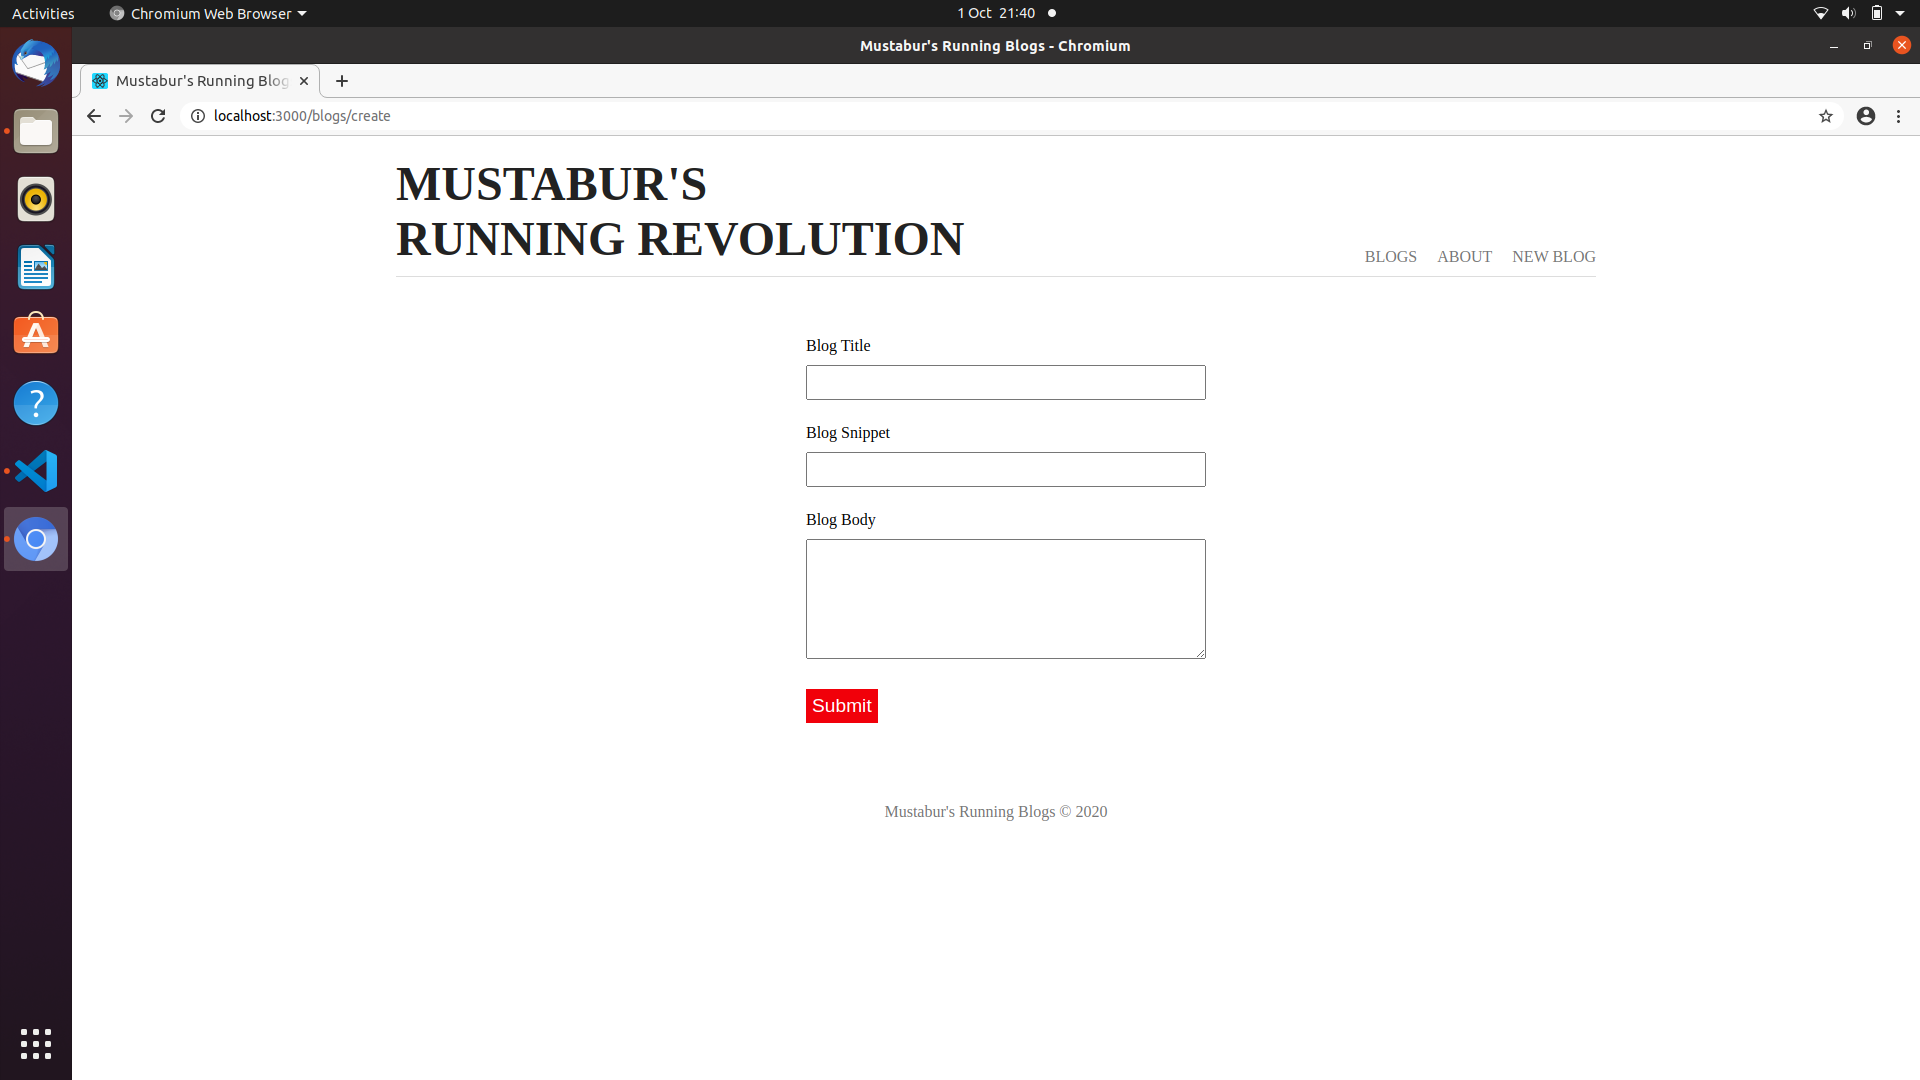 Activities
Chromium Web Browser
1 Oct 21:40
Mustabur's Running Blogs - Chromium
Mustabur's Running Blog
localhost:3000/blogs/create
MUSTABUR'S
RUNNING REVOLUTION
BLOGS ABOUT NEW BLOG
Blog Title
Blog Snippet
Blog Body
Submit
Mustabur's Running Blogs © 2020